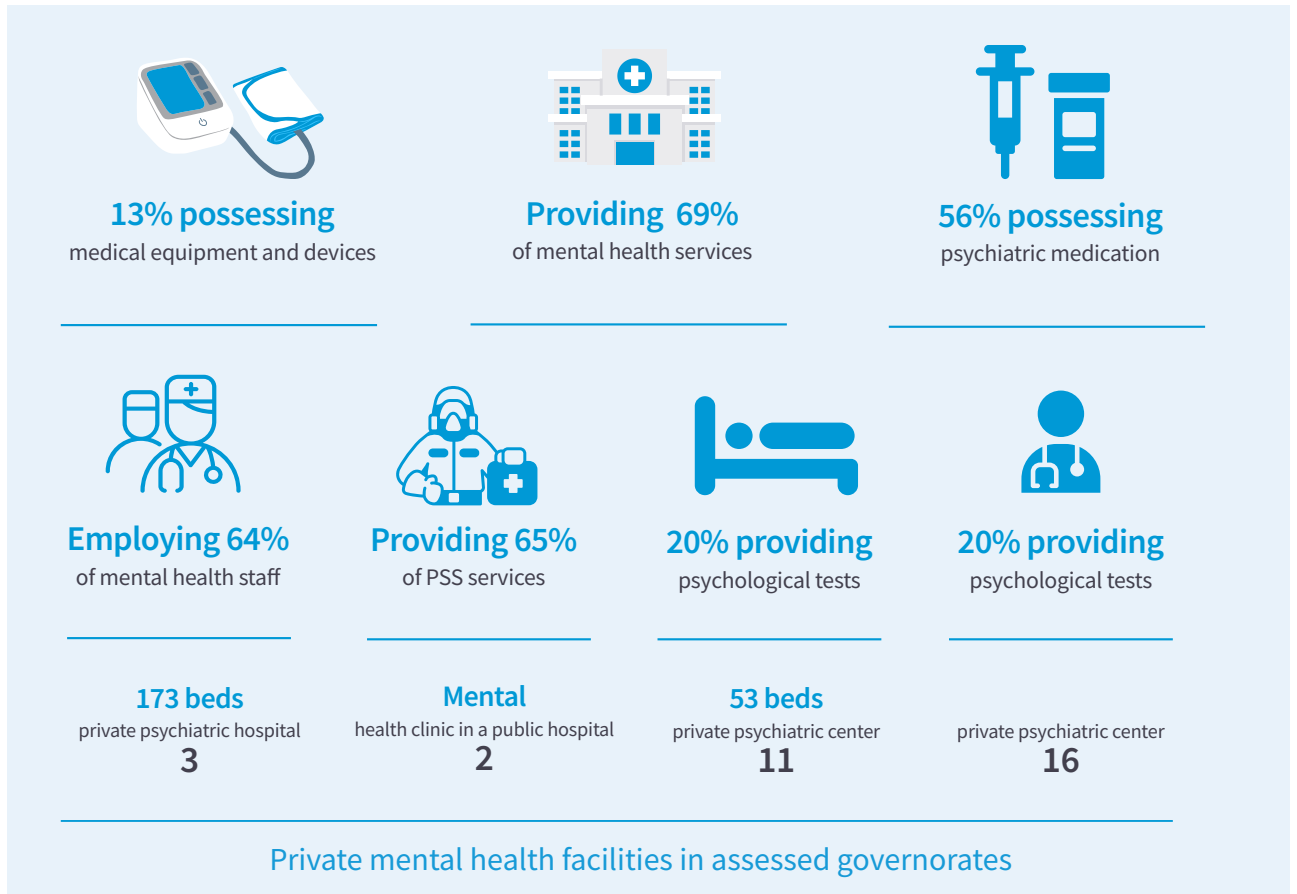 13% possessing
medical equipment and devices
Providing 69%
of mental health services
56% possessing
psychiatric medication
Employing 64%
of mental health staff
Providing 65%
of PSS services
20% providing
psychological tests
20% providing
psychological tests
173 beds
private psychiatric hospital
3
Mental
health clinic in a public hospital
2
53 beds
private psychiatric center
11
private psychiatric center
16
Private mental health facilities in assessed governorates